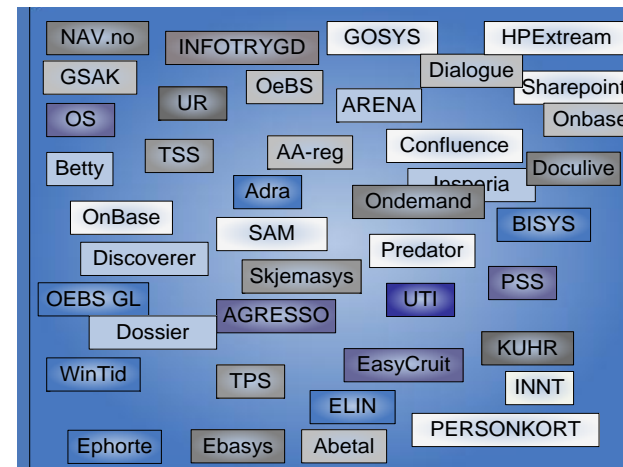 NAV.no
INFOTRYGD
GOSYS
HPExtream
GSAK
OeBS
Dialogue
Sharepoint
OS
UR
ARENA
Onbase
Betty
TSS
AA-reg
Confluence
Doculive
Adra
Insperia
Ondemand
OnBase
SAM
BISYS
Discoverer
Predator
Skjemasys
PSS
OEBS GL
AGRESSO
UTI
Dossier
KUHR
WinTid
TPS
EasyCruit
INNT
ELIN
PERSONKORT
Ephorte
Ebasys
Abetal